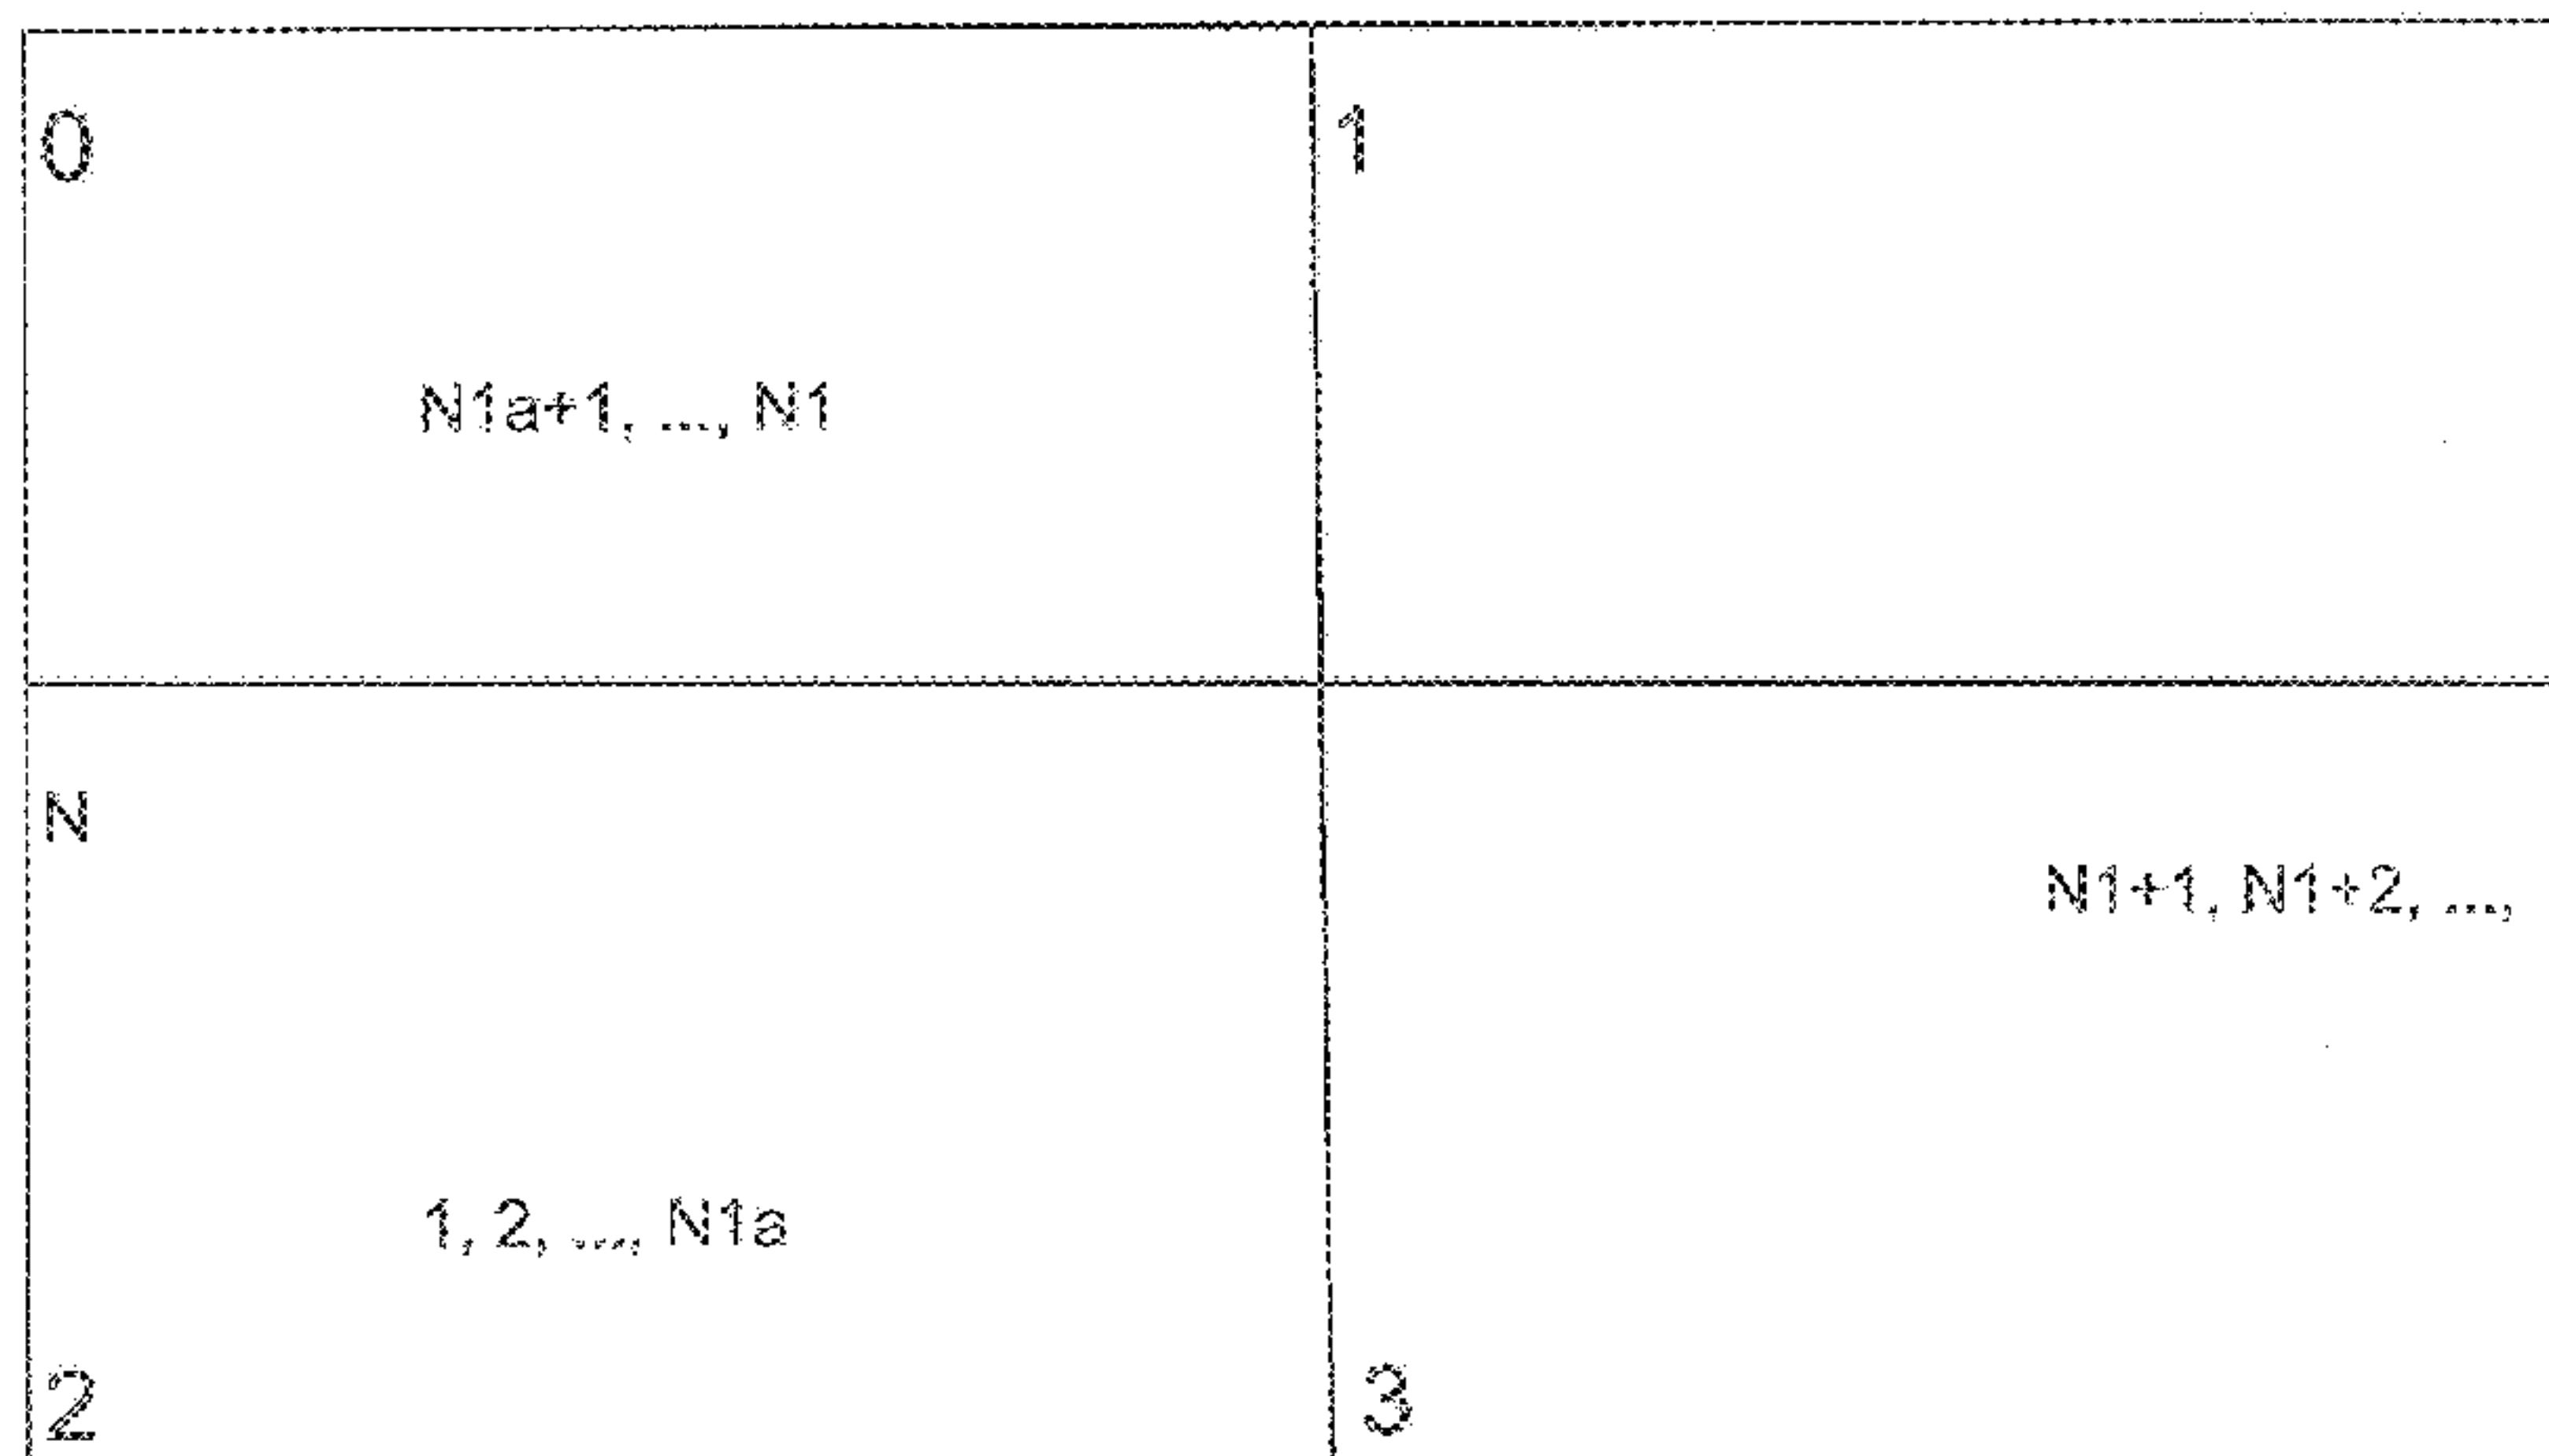 0
1
N1a+1, ..., N1
N
N1+1, N1+2, ...,
1, 2, ..., N1a
2
3